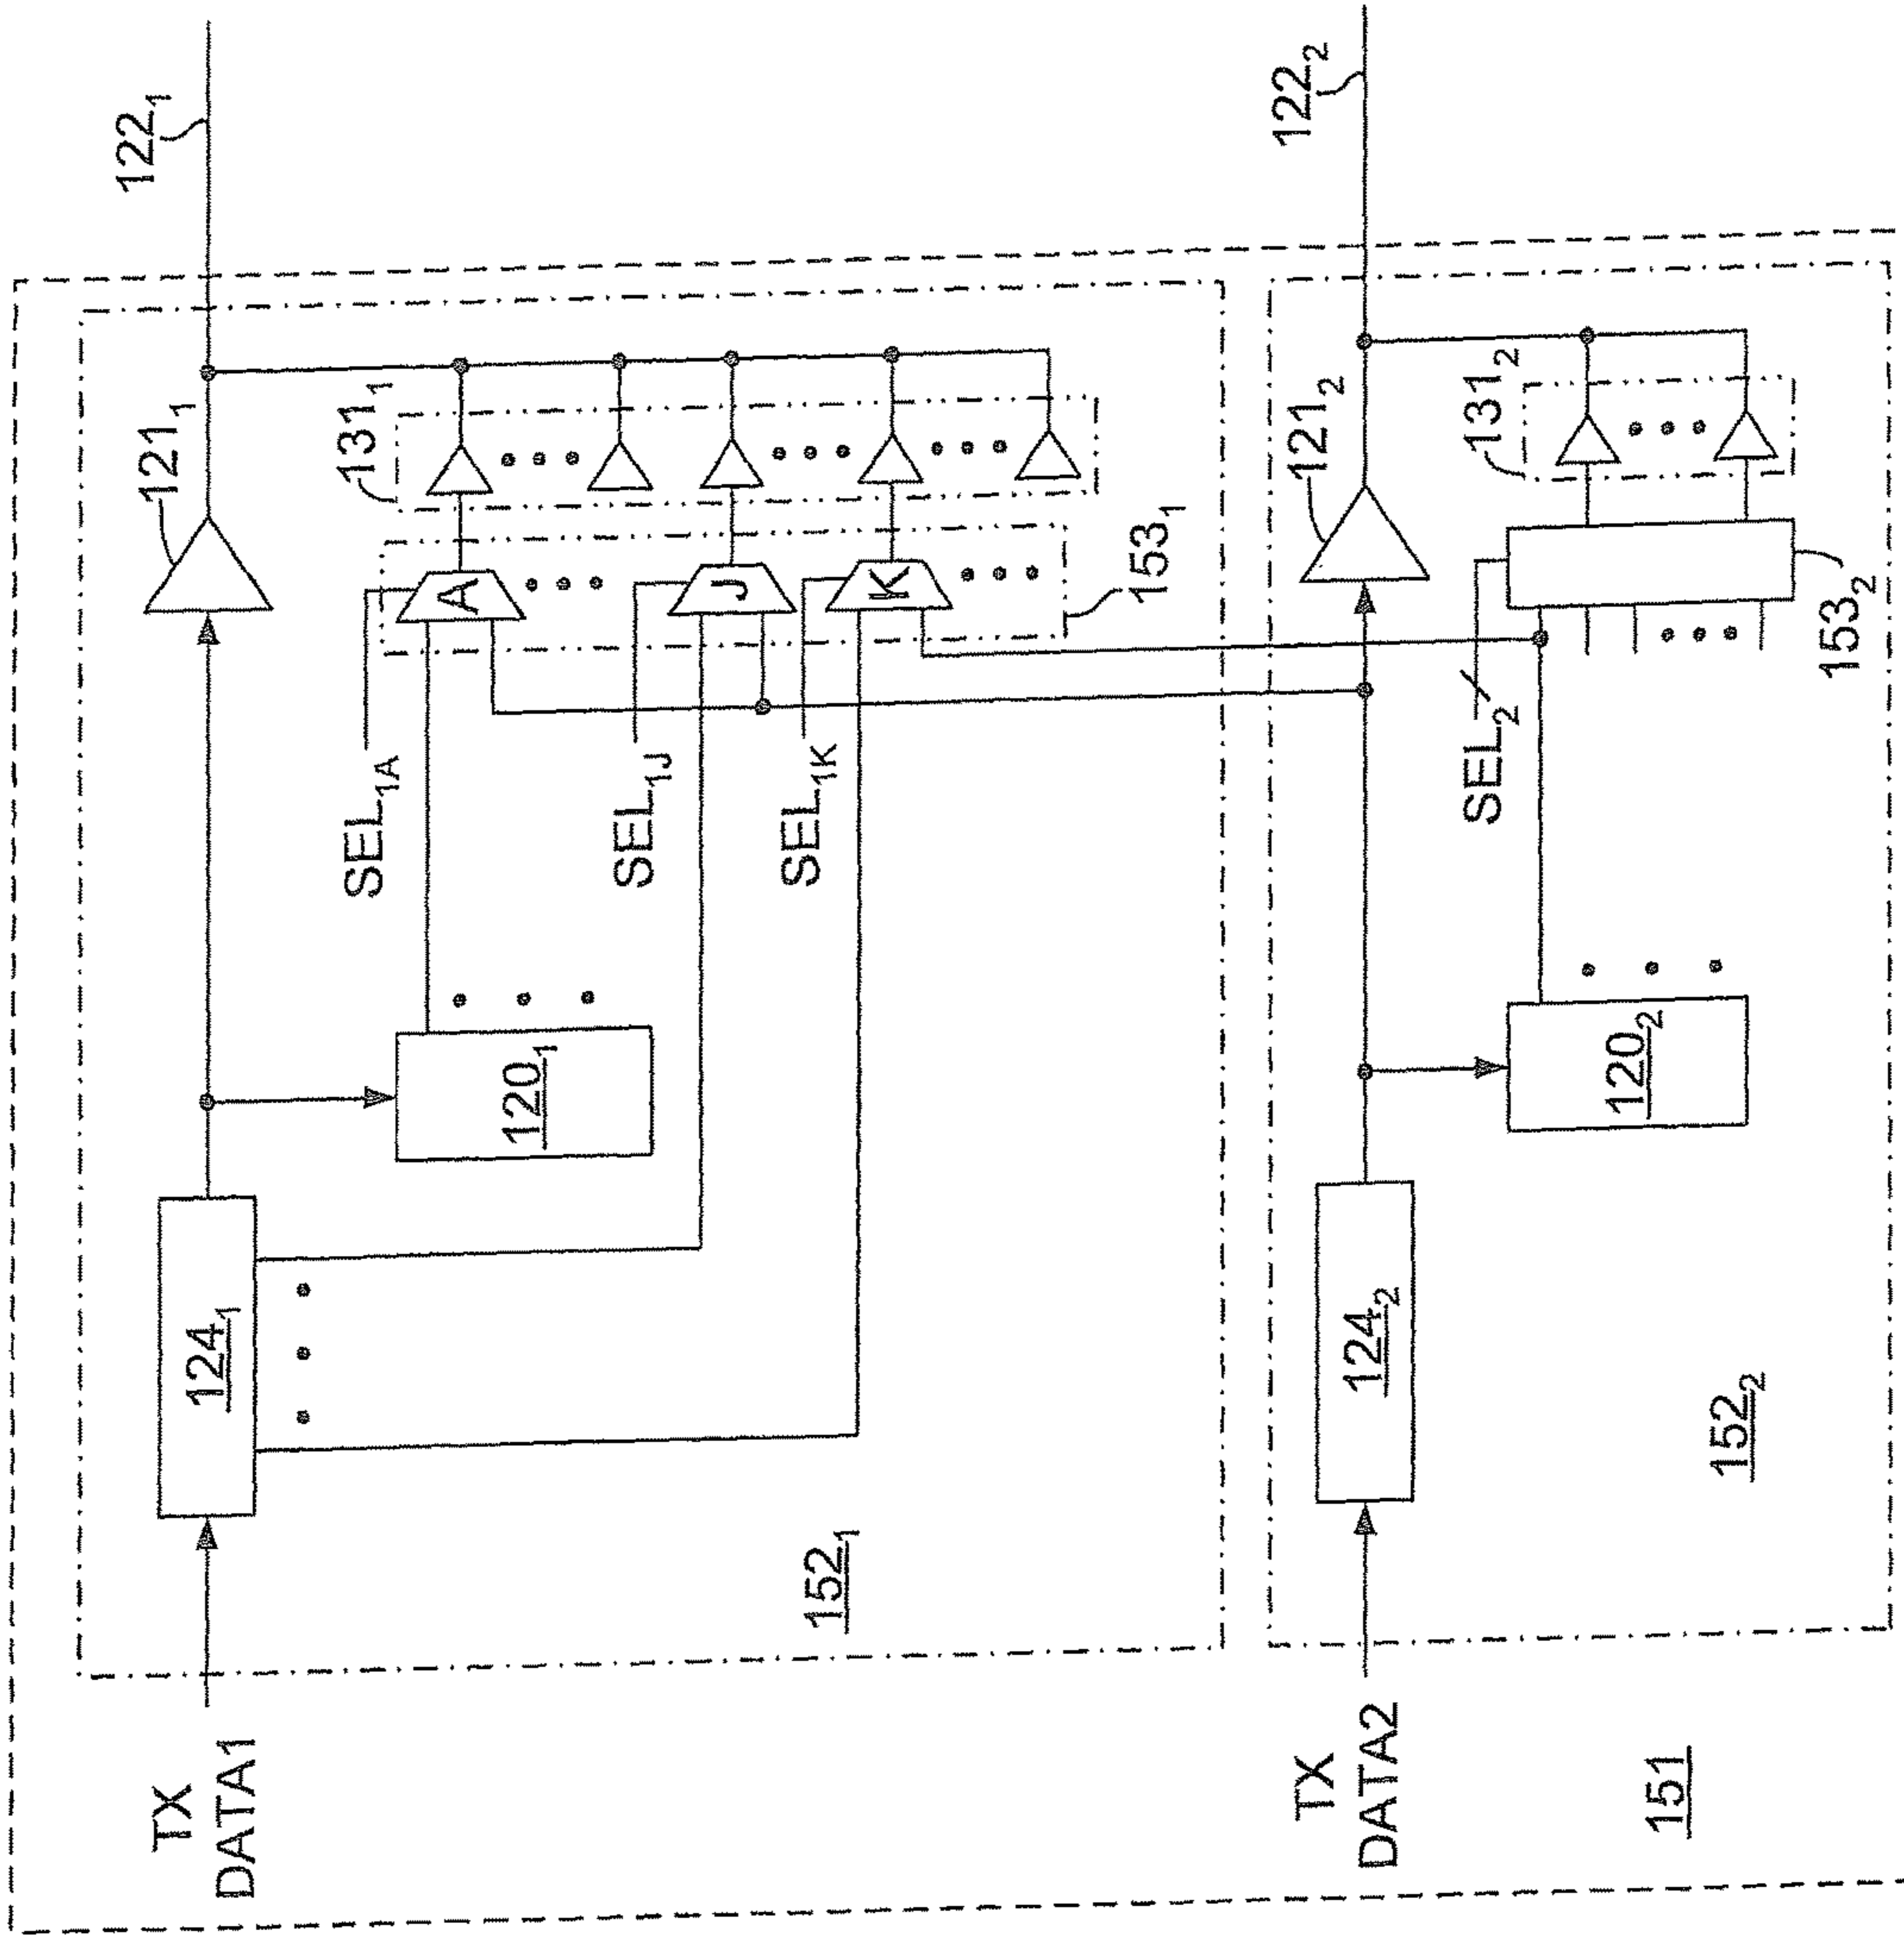 TX
DATA1
124₁
120₁
121₁
122₁
131₁
SEL₁A
A
SEL₁J
J
SEL₁K
K
153₁
152₁
TX
DATA2
124₂
120₂
121₂
122₂
131₂
SEL₂
153₂
152₂
151